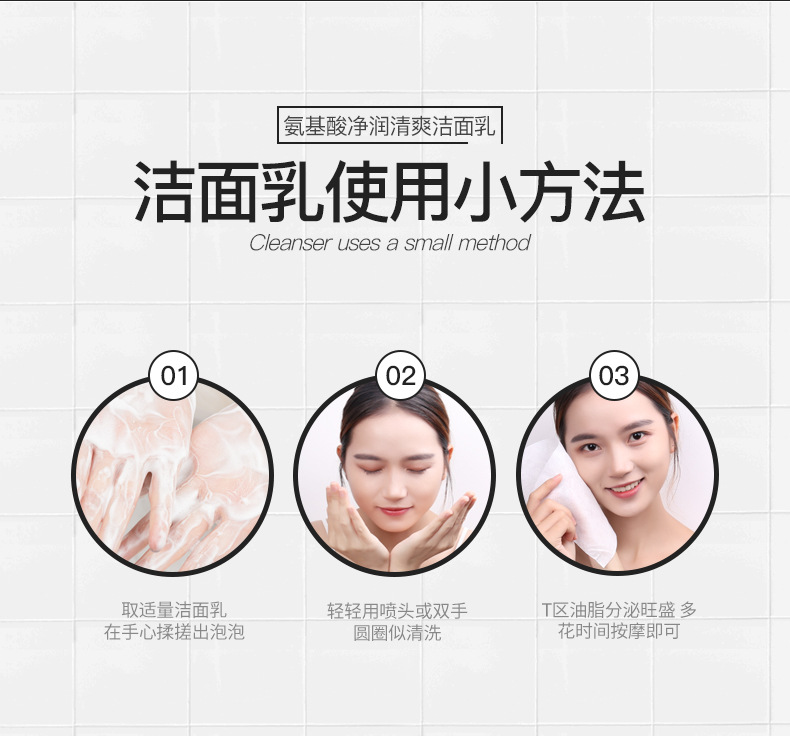 氨基酸净润清爽洁面乳
洁面乳使用小方法
Cleanser uses a small method
01
02
03
取适量洁面乳
在手心揉搓出泡泡
轻轻用喷头或双手
圆圈似清洗
T区油脂分泌旺盛 多
花时间按摩即可